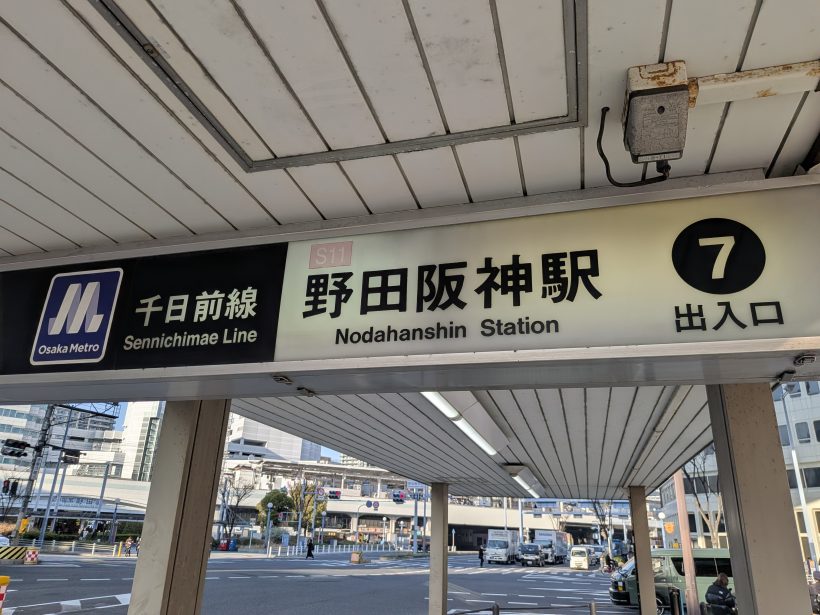 Osaka Metro
千日前線
Sennichimae Line
S11
野田阪神駅
Nodahanshin Station
7
出入口